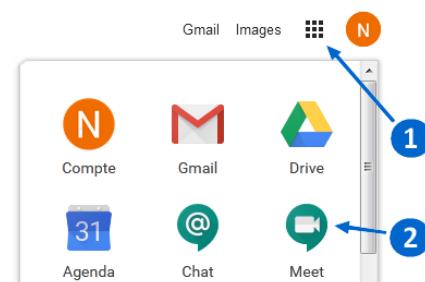 Gmail Images N
1
N
Compte Gmail Drive
31 @
2
Agenda Chat Meet